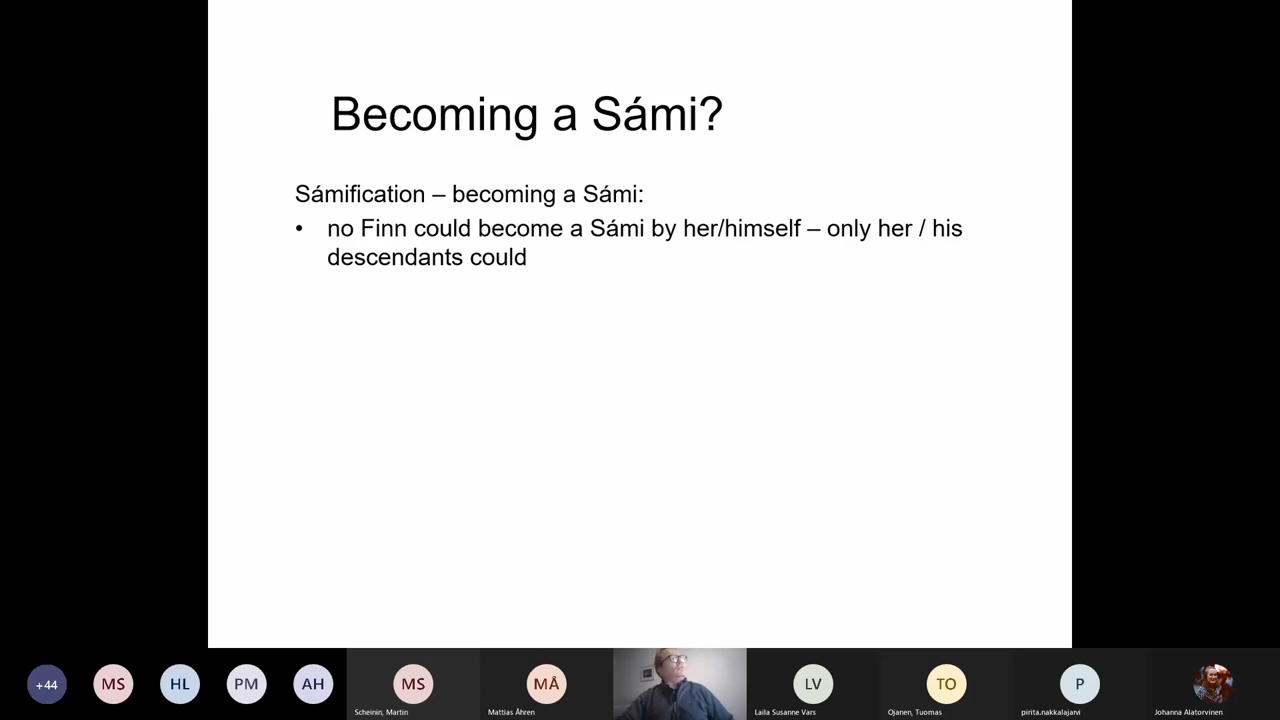 Becoming a Sámi?
Sámification – becoming a Sámi:
• no Finn could become a Sámi by her/himself – only her / his
descendants could
+44
MS
HL
PM
AH
MS
Scheinin, Martin
MÅ
Mattias Åhren
LV
Laila Susanne Vars
TO
Ojanen, Tuomas
P
pirita.nakkalajarvi
Johanna Alatorvinen